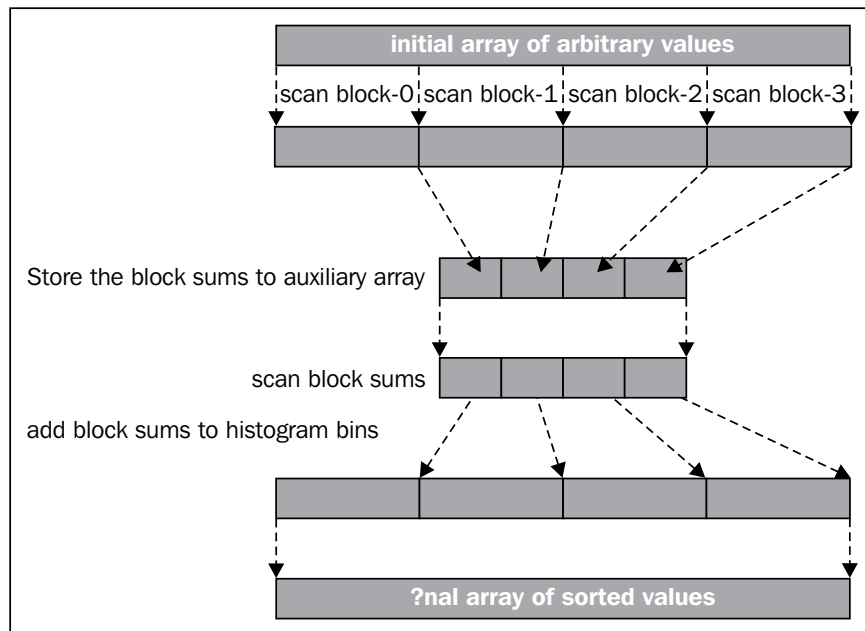 initial array of arbitrary values
scan block-0 scan block-1 scan block-2 scan block-3
Store the block sums to auxiliary array
scan block sums
add block sums to histogram bins
?nal array of sorted values